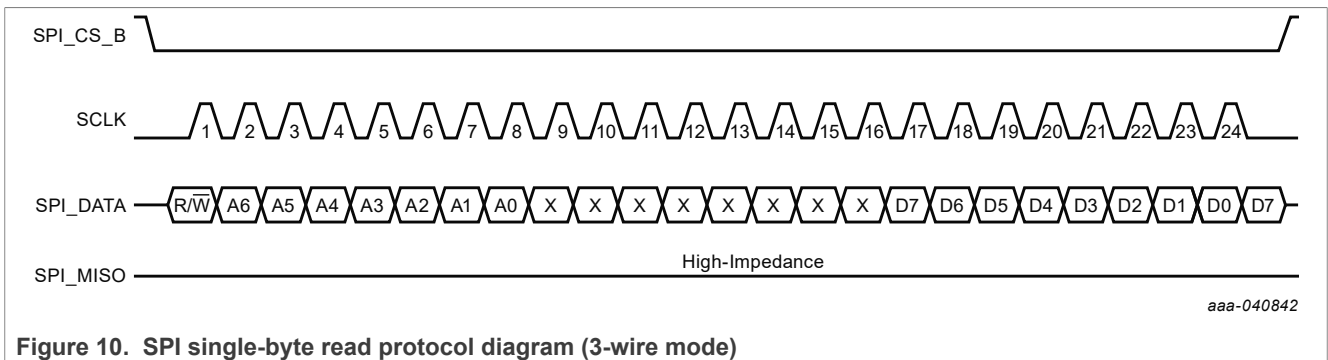 SPI_CS_B
SCLK
1 2 3 4 5 6 7 8 9 10 11 12 13 14 15 16 17 18 19 20 21 22 23 24
SPI_DATA
R/W̅ A6 A5 A4 A3 A2 A1 A0 X X X X X X X X D7 D6 D5 D4 D3 D2 D1 D0 D7
High-Impedance
SPI_MISO
aaa-040842
Figure 10. SPI single-byte read protocol diagram (3-wire mode)